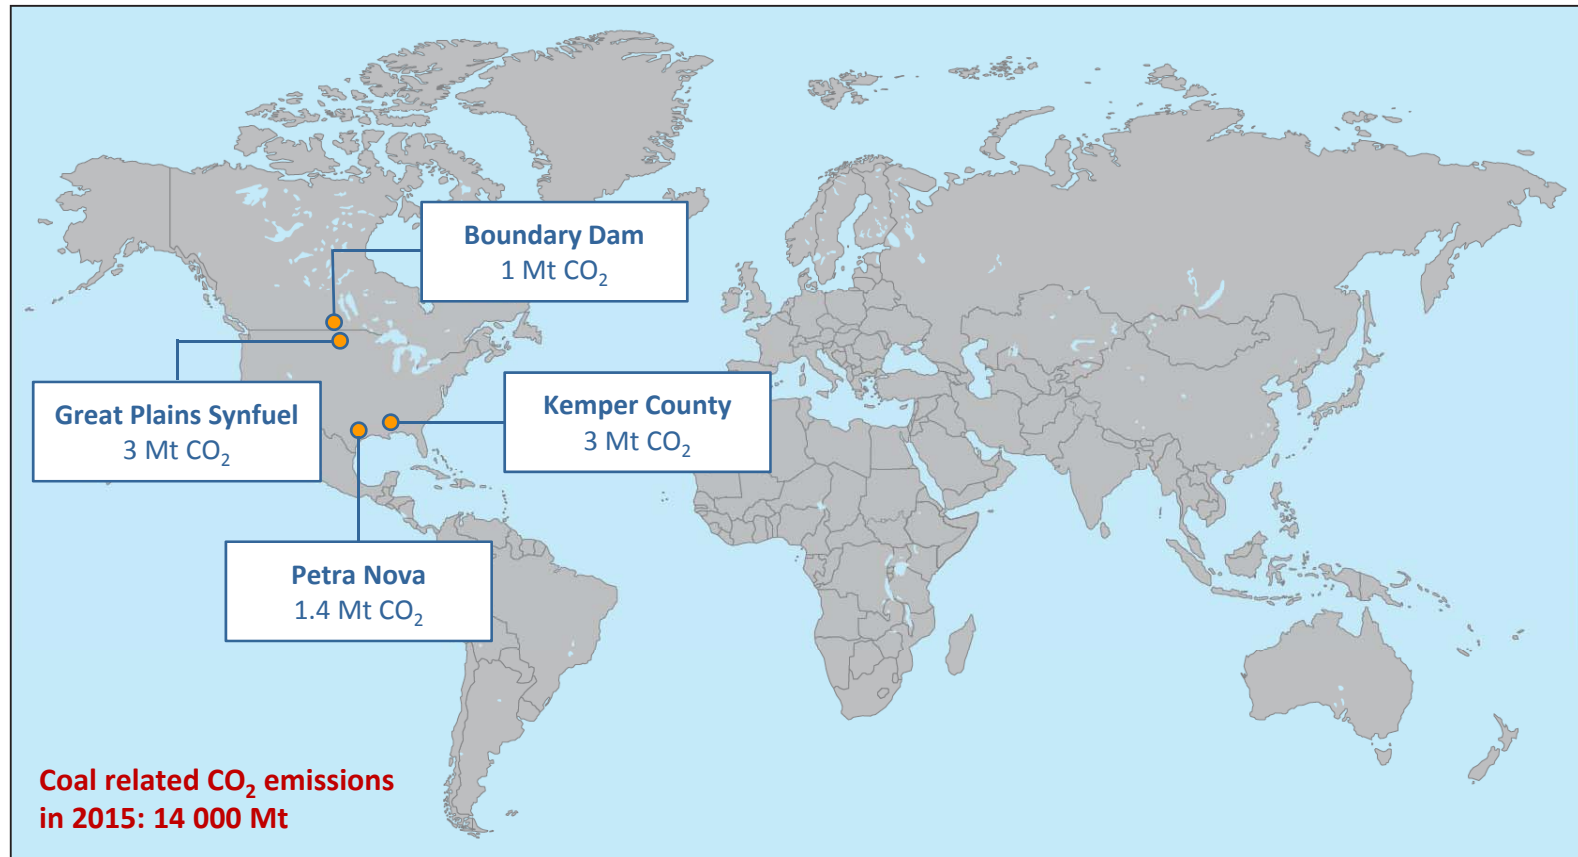 Boundary Dam
1 Mt CO₂
Great Plains Synfuel
3 Mt CO₂
Kemper County
3 Mt CO₂
Petra Nova
1.4 Mt CO₂
Coal related CO₂ emissions
in 2015: 14 000 Mt